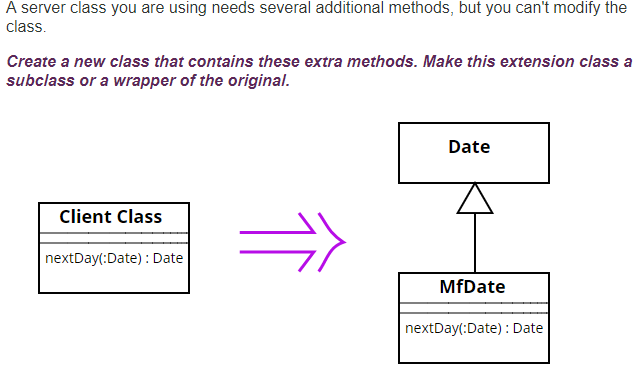 A server class you are using needs several additional methods, but you can't modify the
class.
Create a new class that contains these extra methods. Make this extension class a
subclass or a wrapper of the original.
Date
Client Class
nextDay(:Date) : Date
MfDate
nextDay(:Date) : Date